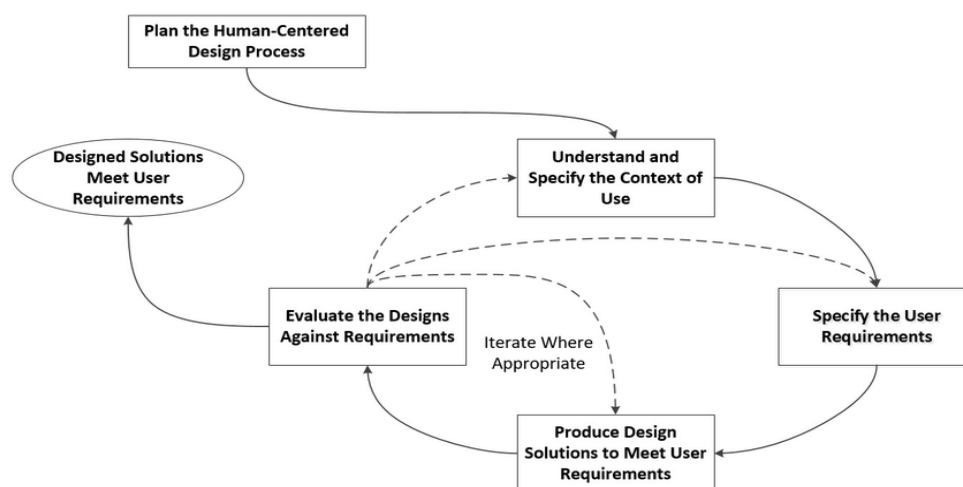 Plan the Human-Centered
Design Process
Designed Solutions
Meet User
Requirements
Understand and
Specify the Context of
Use
Evaluate the Designs
Against Requirements
Specify the User
Requirements
Iterate Where
Appropriate
Produce Design
Solutions to Meet User
Requirements